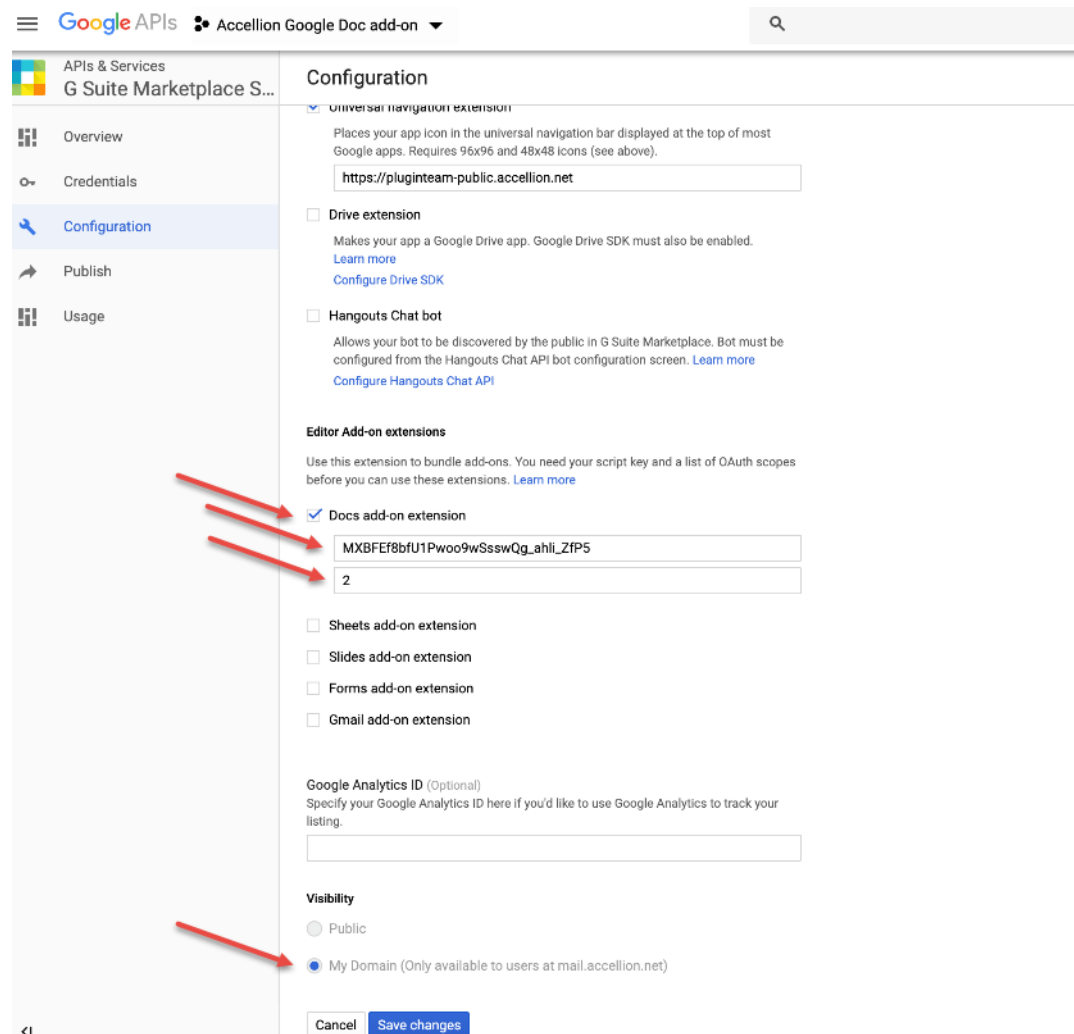 Google APIs Accellion Google Doc add-on
APIs & Services
G Suite Marketplace S...
Overview
Credentials
Configuration
Publish
Usage
Configuration
Universal navigation extension
Places your app icon in the universal navigation bar displayed at the top of most
Google apps. Requires 96x96 and 48x48 icons (see above).
https://pluginteam-public.accellion.net
Drive extension
Makes your app a Google Drive app. Google Drive SDK must also be enabled.
Learn more
Configure Drive SDK
Hangouts Chat bot
Allows your bot to be discovered by the public in G Suite Marketplace. Bot must be
configured from the Hangouts Chat API bot configuration screen. Learn more
Configure Hangouts Chat API
Editor Add-on extensions
Use this extension to bundle add-ons. You need your script key and a list of OAuth scopes
before you can use these extensions. Learn more
Docs add-on extension
MXBFEf8bfU1Pwoo9wSsswQg_ahli_ZfP5
2
Sheets add-on extension
Slides add-on extension
Forms add-on extension
Gmail add-on extension
Google Analytics ID (Optional)
Specify your Google Analytics ID here if you'd like to use Google Analytics to track your
listing.
Visibility
Public
My Domain (Only available to users at mail.accellion.net)
Cancel Save changes